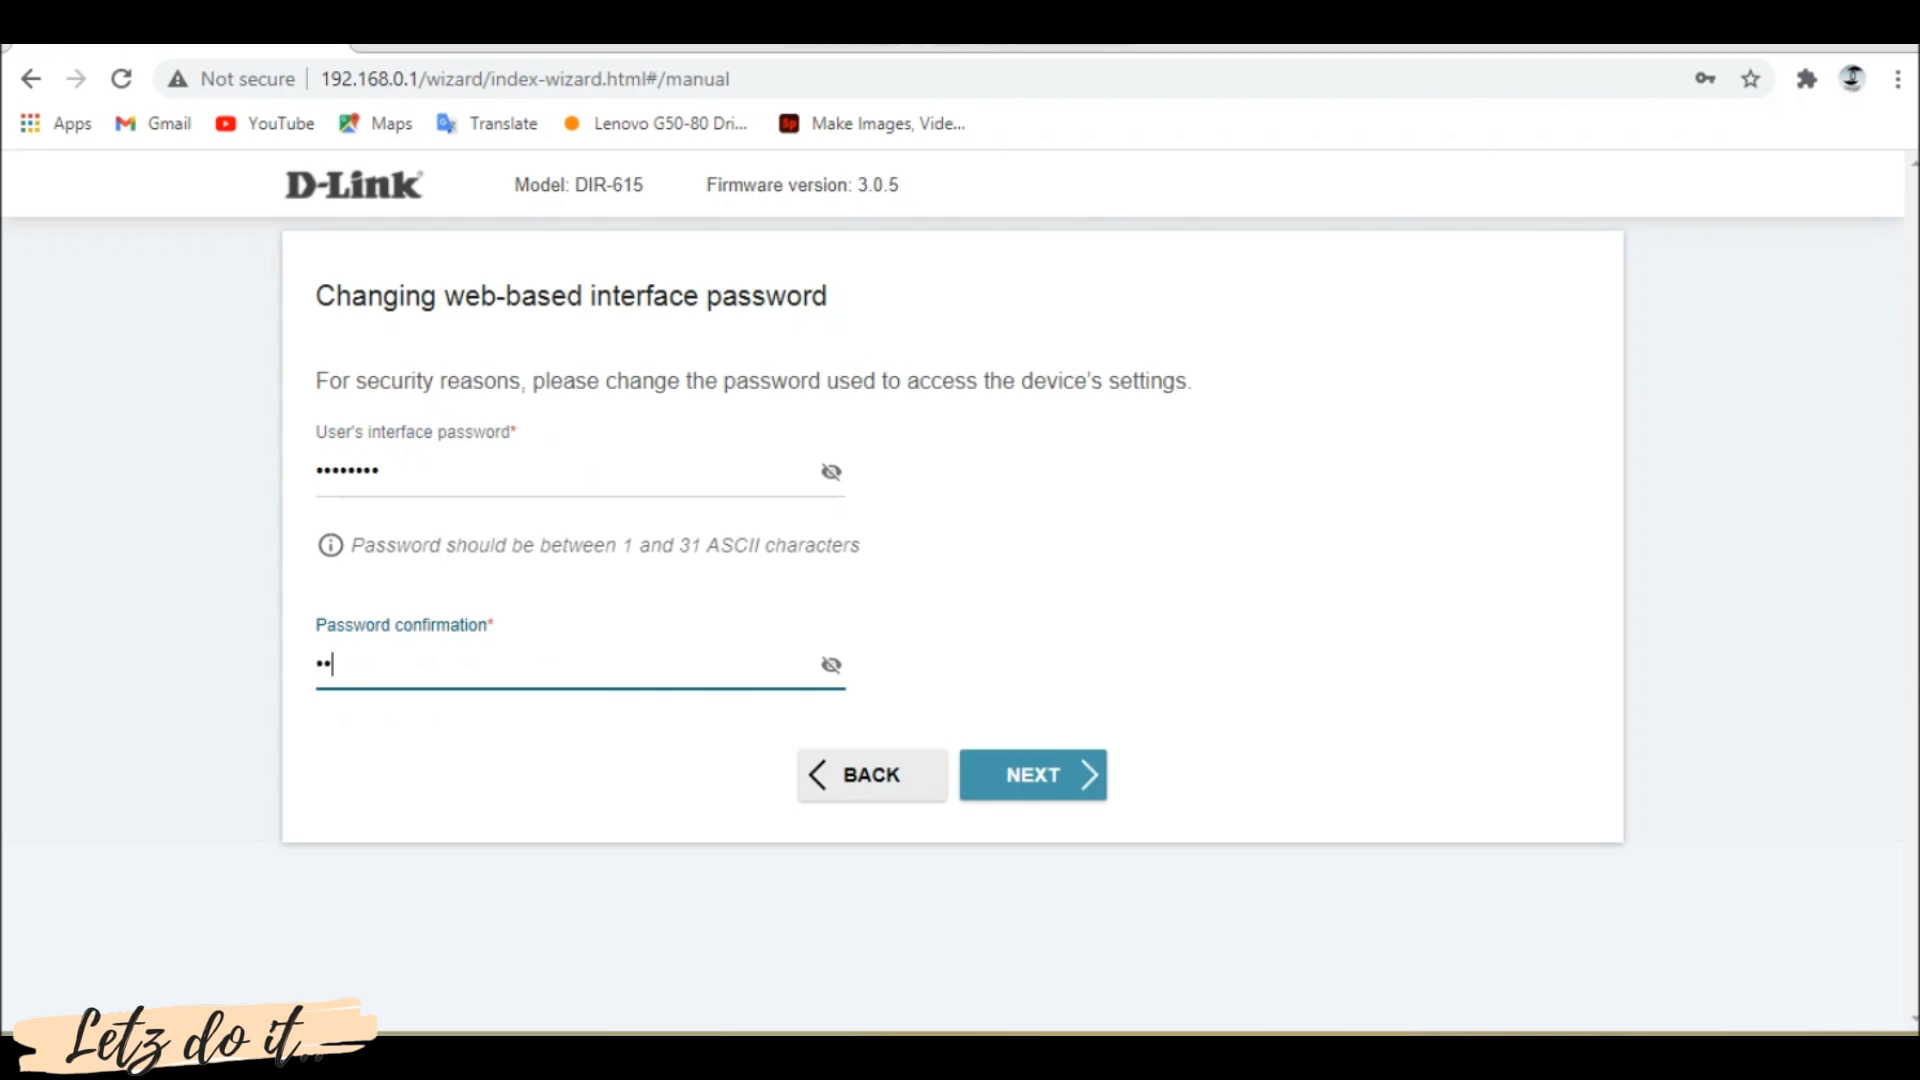 Not secure 192.168.0.1/wizard/index-wizard.html#/manual
Apps Gmail YouTube Maps Translate Lenovo G50-80 Dri... Sp Make Images, Vide...
D-Link Model: DIR-615 Firmware version: 3.0.5
Changing web-based interface password
For security reasons, please change the password used to access the device's settings.
User's interface password*
••••••••
Password should be between 1 and 31 ASCII characters
Password confirmation*
••
BACK NEXT
Letz do it..